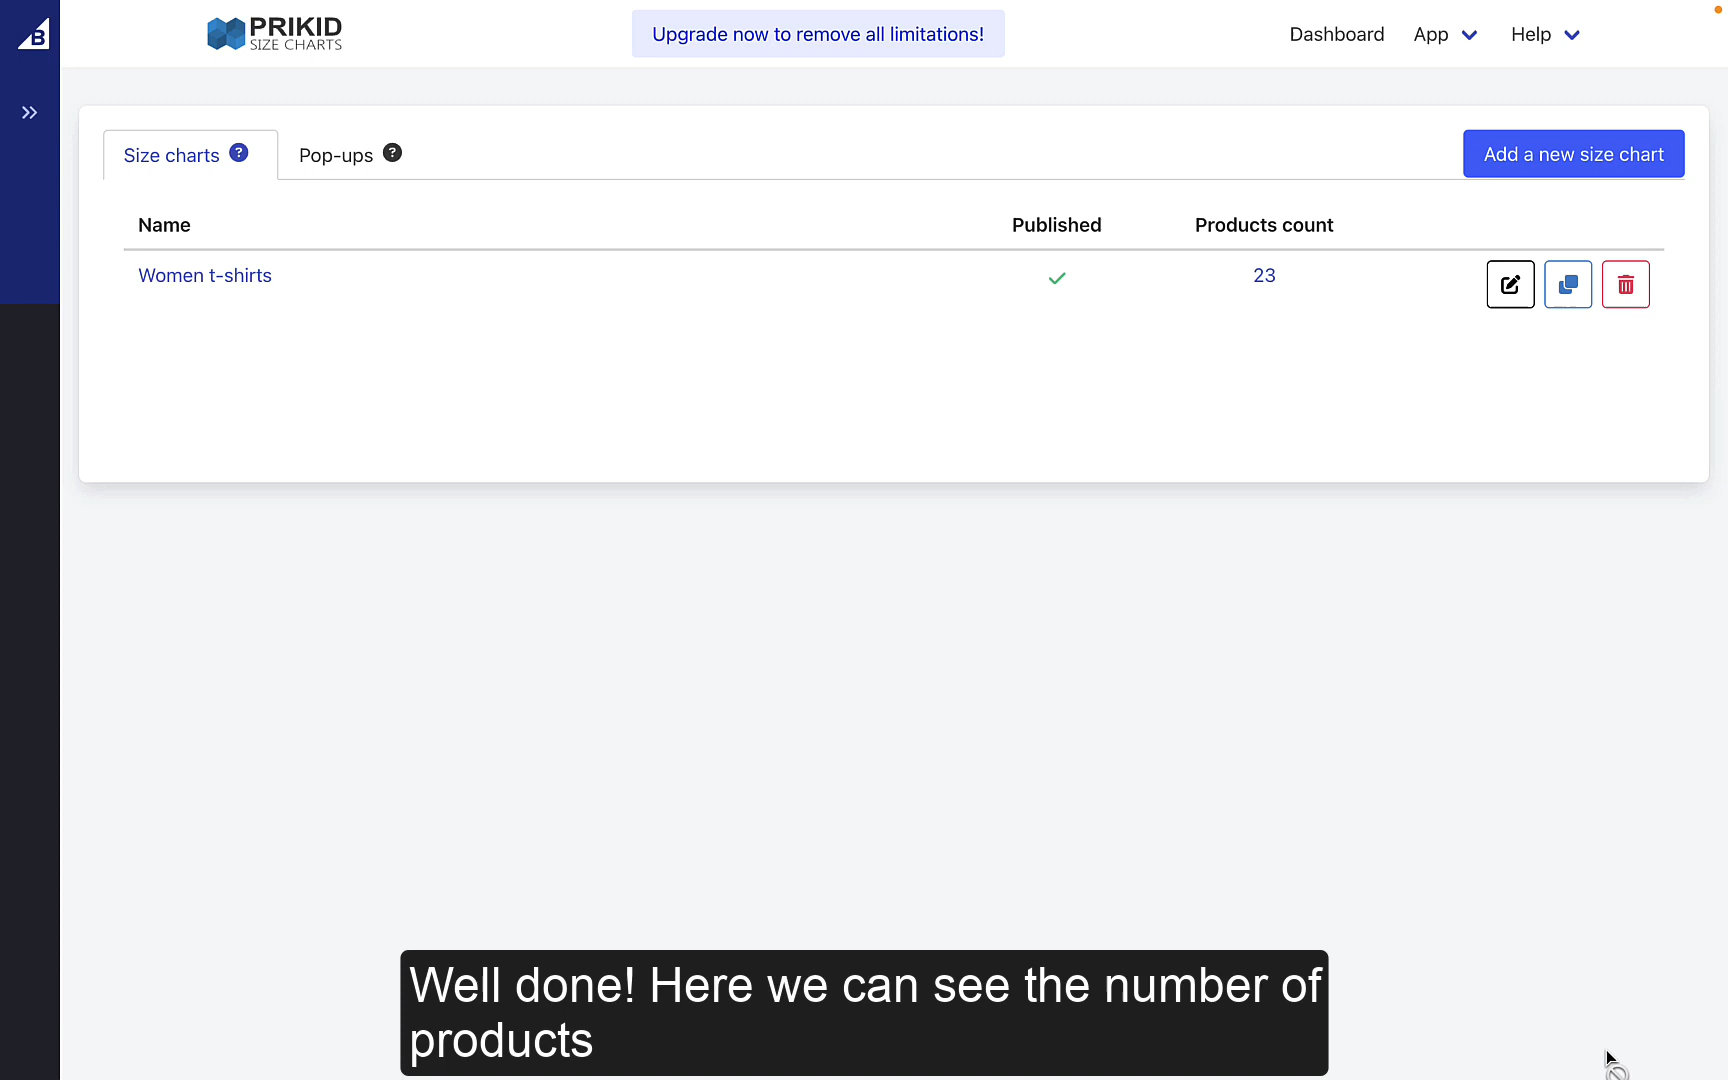 B
PRIKID
SIZE CHARTS
Upgrade now to remove all limitations!
Dashboard
App
Help
Size charts ?
Pop-ups ?
Add a new size chart
Name
Published
Products count
Women t-shirts
23
Well done! Here we can see the number of
products